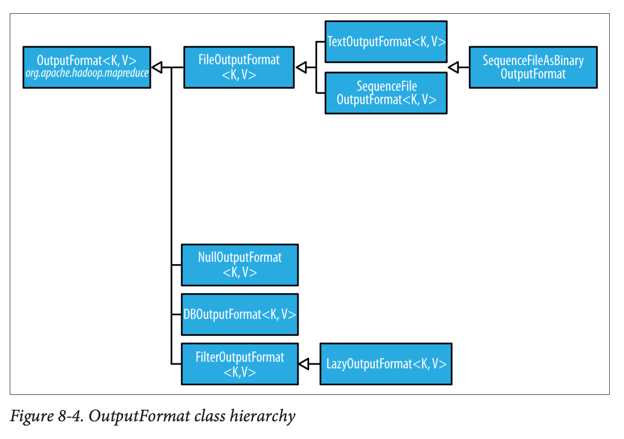 OutputFormat<K, V>
org.apache.hadoop.mapreduce
FileOutputFormat
<K, V>
TextOutputFormat<K, V>
SequenceFile
OutputFormat<K, V>
SequenceFileAsBinary
OutputFormat
NullOutputFormat
<K, V>
DBOutputFormat<K, V>
FilterOutputFormat
<K,V>
LazyOutputFormat<K, V>
Figure 8-4. OutputFormat class hierarchy